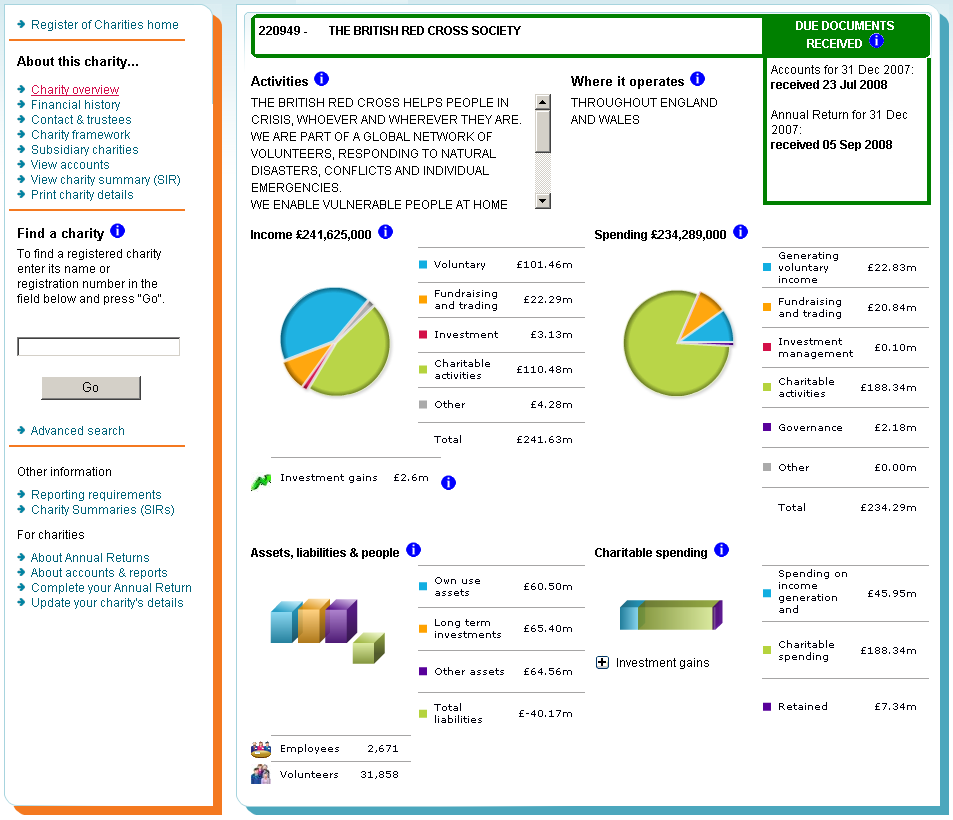 Register of Charities home
About this charity...
Charity overview
Financial history
Contact & trustees
Charity framework
Subsidiary charities
View accounts
View charity summary (SIR)
Print charity details
Find a charity
To find a registered charity
enter its name or
registration number in the
field below and press "Go".
Go
Advanced search
Other information
Reporting requirements
Charity Summaries (SIRs)
For charities
About Annual Returns
About accounts & reports
Complete your Annual Return
Update your charity's details
220949 - THE BRITISH RED CROSS SOCIETY
DUE DOCUMENTS
RECEIVED
Accounts for 31 Dec 2007:
received 23 Jul 2008
Annual Return for 31 Dec
2007:
received 05 Sep 2008
Activities
THE BRITISH RED CROSS HELPS PEOPLE IN
CRISIS, WHOEVER AND WHEREVER THEY ARE.
WE ARE PART OF A GLOBAL NETWORK OF
VOLUNTEERS, RESPONDING TO NATURAL
DISASTERS, CONFLICTS AND INDIVIDUAL
EMERGENCIES.
WE ENABLE VULNERABLE PEOPLE AT HOME
Where it operates
THROUGHOUT ENGLAND
AND WALES
Income £241,625,000
Voluntary £101.46m
Fundraising
and trading £22.29m
Investment £3.13m
Charitable
activities £110.48m
Other £4.28m
Total £241.63m
Investment gains £2.6m
Spending £234,289,000
Generating
voluntary
income £22.83m
Fundraising
and trading £20.84m
Investment
management £0.10m
Charitable
activities £188.34m
Governance £2.18m
Other £0.00m
Total £234.29m
Assets, liabilities & people
Own use
assets £60.50m
Long term
investments £65.40m
Other assets £64.56m
Total
liabilities £-40.17m
Employees 2,671
Volunteers 31,858
Charitable spending
Spending on
income
generation
and £45.95m
Charitable
spending £188.34m
Retained £7.34m
Investment gains